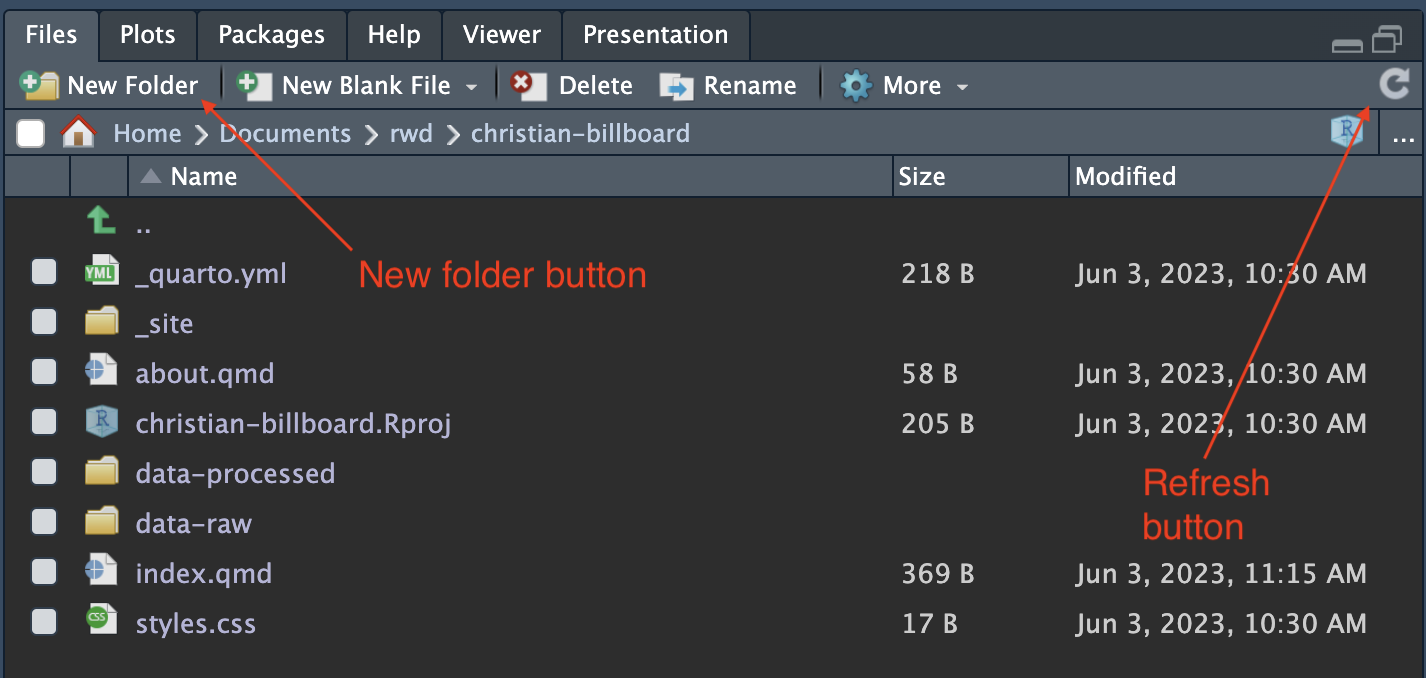 Files Plots Packages Help Viewer Presentation
New Folder New Blank File Delete Rename More
Home Documents rwd christian-billboard R ...
Name Size Modified
..
YML _quarto.yml 218 B Jun 3, 2023, 10:30 AM
New folder button
_site
about.qmd 58 B Jun 3, 2023, 10:30 AM
R christian-billboard.Rproj 205 B Jun 3, 2023, 10:30 AM
data-processed
Refresh
button
data-raw
index.qmd 369 B Jun 3, 2023, 11:15 AM
CSS styles.css 17 B Jun 3, 2023, 10:30 AM